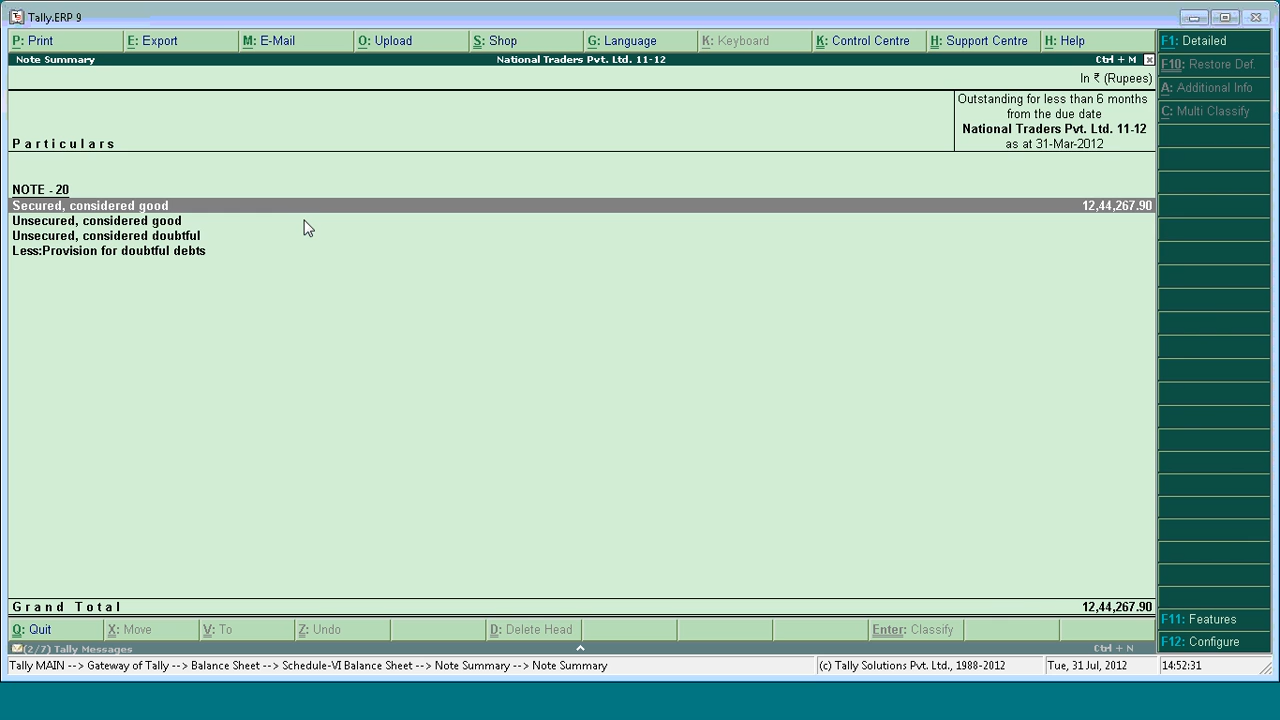 Tally.ERP 9
P: Print E: Export M: E-Mail O: Upload S: Shop G: Language K: Keyboard K: Control Centre H: Support Centre H: Help F1: Detailed
Note Summary National Traders Pvt. Ltd. 11-12 Ctrl + M
F10: Restore Def.
In ₹ (Rupees)
A: Additional Info
Outstanding for less than 6 months
from the due date
C: Multi Classify
National Traders Pvt. Ltd. 11-12
Particulars as at 31-Mar-2012
NOTE - 20
Secured, considered good 12,44,267.90
Unsecured, considered good
Unsecured, considered doubtful
Less:Provision for doubtful debts
Grand Total 12,44,267.90
F11: Features
Q: Quit X: Move V: To Z: Undo D: Delete Head Enter: Classify
F12: Configure
(2/7) Tally Messages Ctrl + N
Tally MAIN --> Gateway of Tally --> Balance Sheet --> Schedule-VI Balance Sheet --> Note Summary --> Note Summary (c) Tally Solutions Pvt. Ltd., 1988-2012 Tue, 31 Jul, 2012 14:52:31